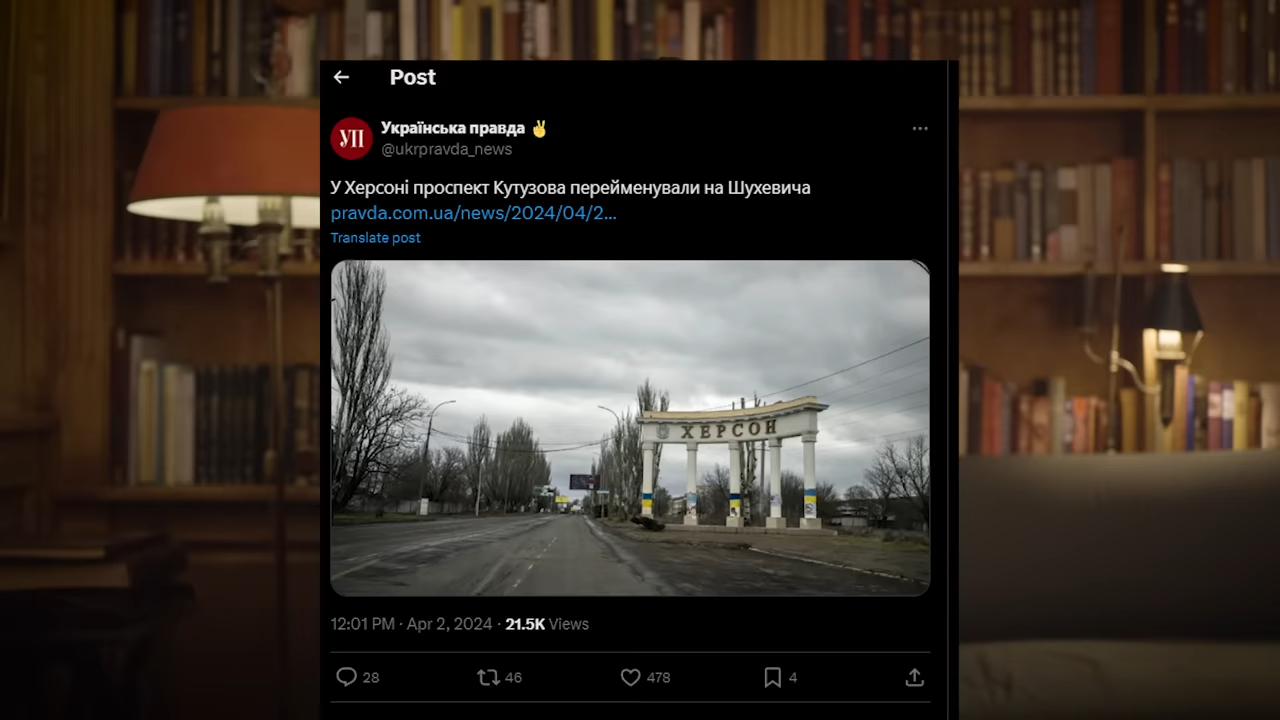 Post
УП
Українська правда ✌
@ukrpravda_news
У Херсоні проспект Кутузова перейменували на Шухевича
pravda.com.ua/news/2024/04/2...
Translate post
ХЕРСОН
12:01 PM · Apr 2, 2024 · 21.5K Views
28 46 478 4